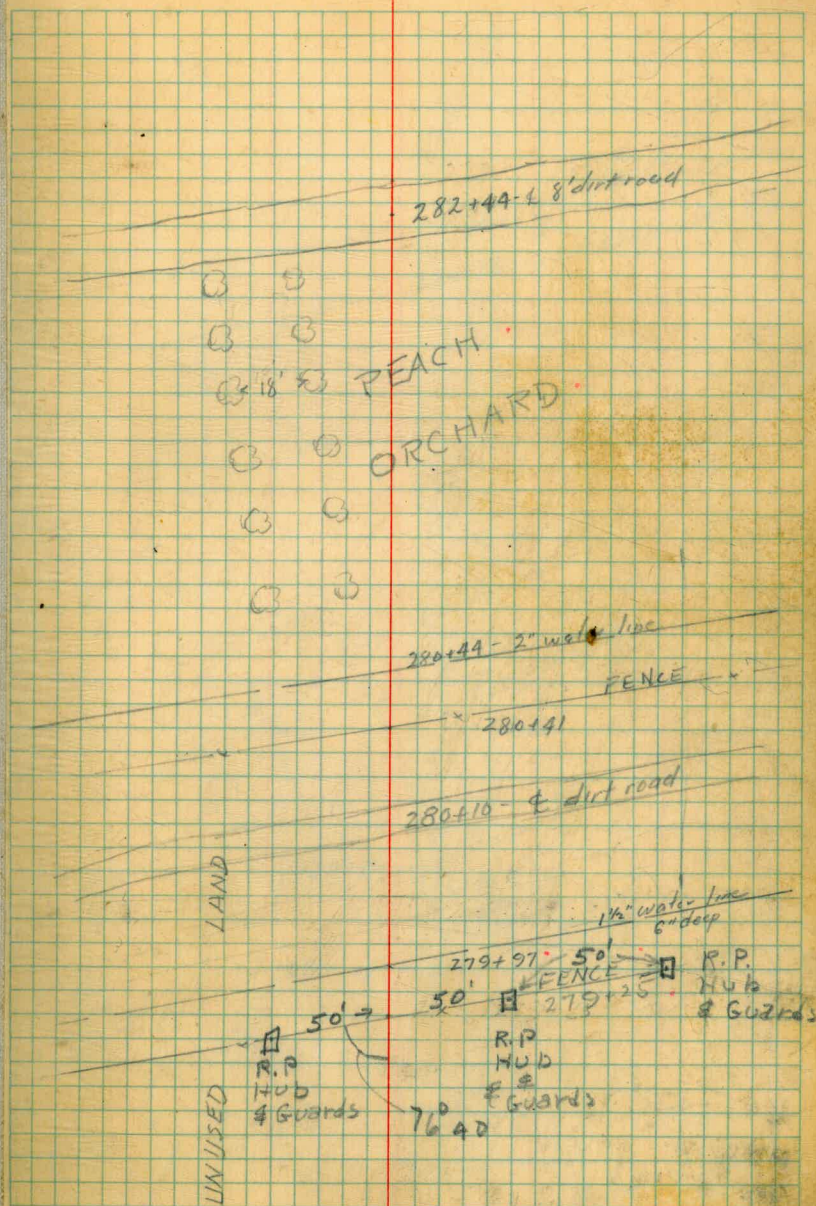 282+44-℄ 8' dirt road
18'
PEACH
ORCHARD
280+44 - 2" water line
FENCE
280+41
280+10 - ℄ dirt road
LAND
1½" water line
6" deep
279+97
50'
R.P.
Hub
& Guards
FENCE
279+25
50'
50'
R.P
HUB
& Guards
R.P
HUB
& Guards
76° 40
UNUSED